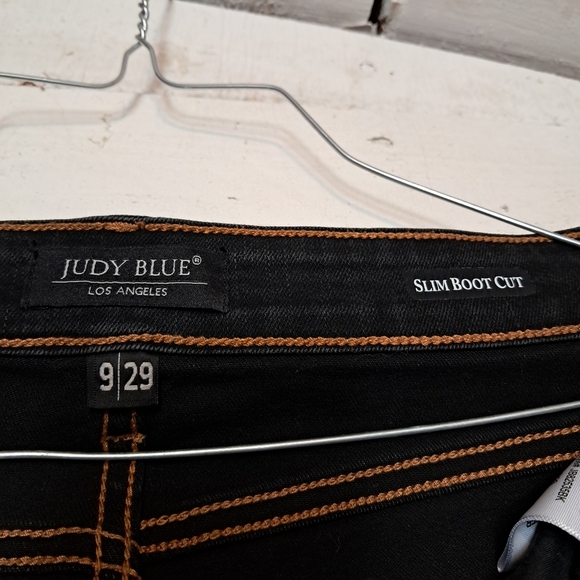 JUDY BLUE®
LOS ANGELES
SLIM BOOT CUT
9|29